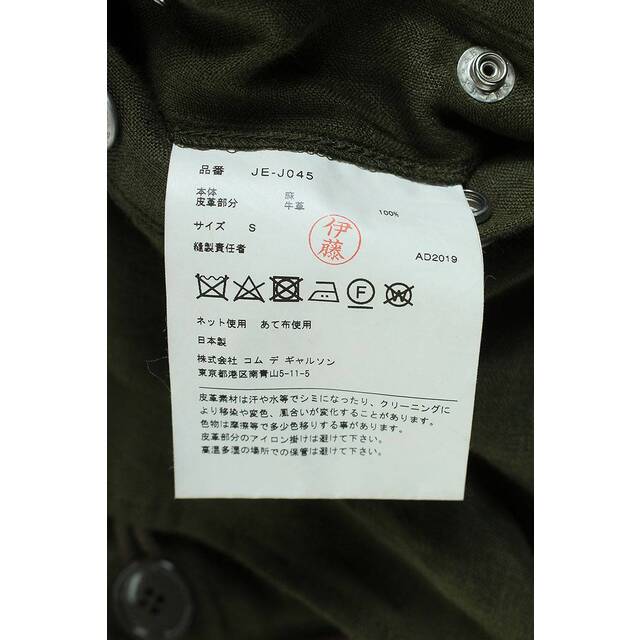 品番 JE-J045
本体 麻 100%
皮革部分 牛革
サイズ S
伊藤
縫製責任者 AD2019
F W
ネット使用 あて布使用
日本製
株式会社 コム デ ギャルソン
東京都港区南青山5-11-5
皮革素材は汗や水等でシミになったり、クリーニングに
より移染や変色、風合いが変化することがあります。
色物は摩擦等で多少色移りする事があります。
皮革部分のアイロン掛けは避けて下さい。
高温多湿の場所での保管は避けて下さい。